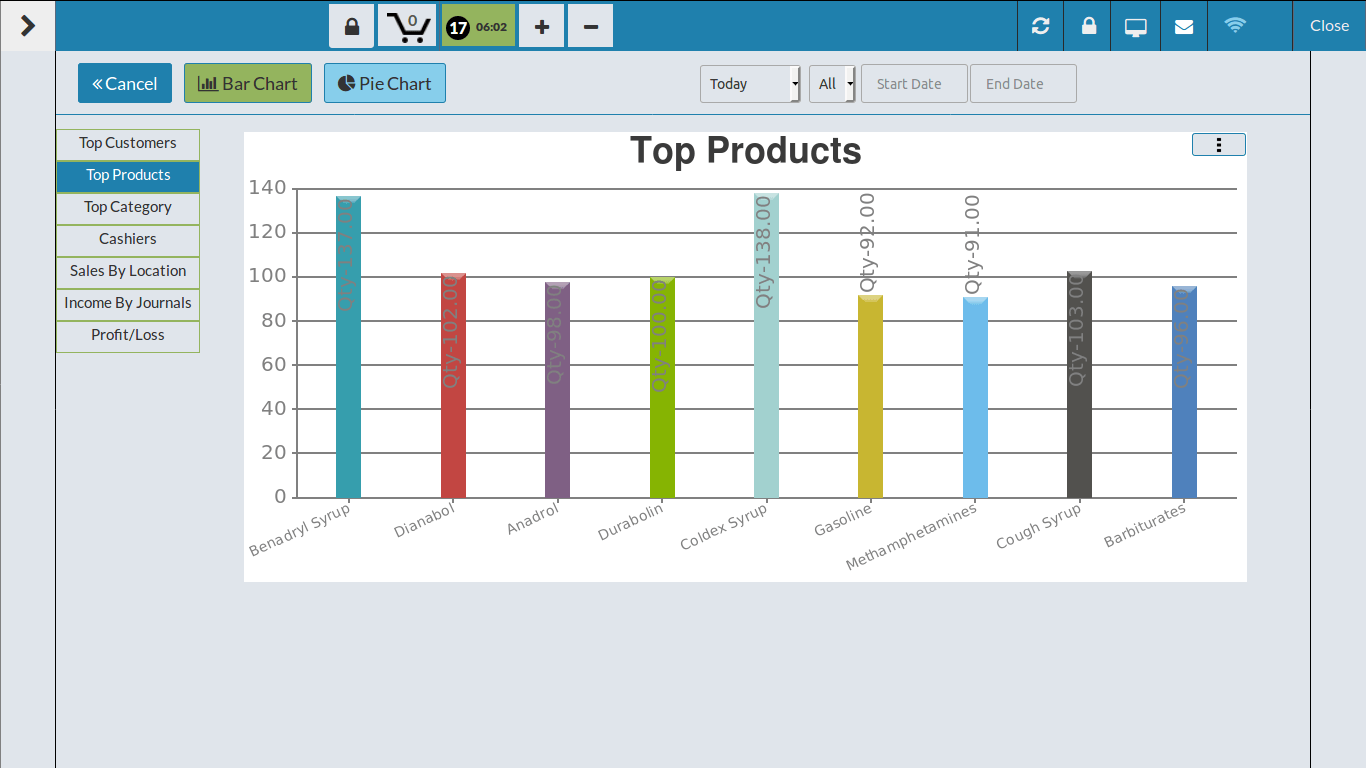 0
17 06:02
Close
Cancel
Bar Chart
Pie Chart
Today
All
Start Date
End Date
Top Customers
Top Products
Top Category
Cashiers
Sales By Location
Income By Journals
Profit/Loss
Top Products
140
120
100
80
60
40
20
0
Qty-137.00
Qty-102.00
Qty-98.00
Qty-100.00
Qty-138.00
Qty-92.00
Qty-91.00
Qty-103.00
Qty-96.00
Benadryl Syrup
Dianabol
Anadrol
Durabolin
Coldex Syrup
Gasoline
Methamphetamines
Cough Syrup
Barbiturates